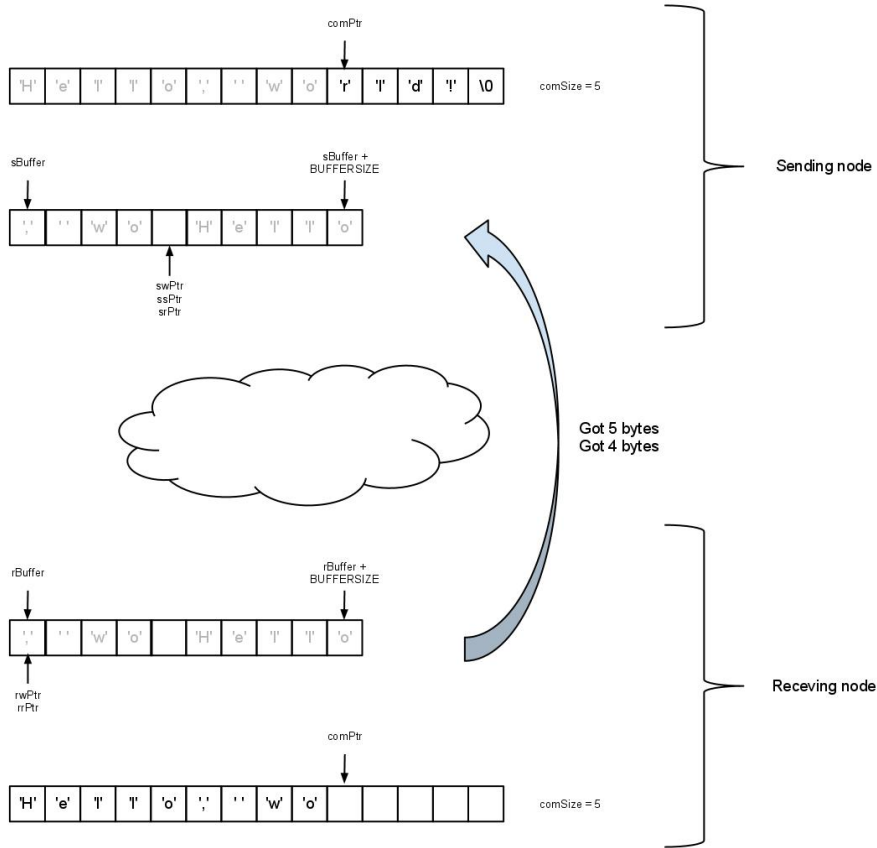 comPtr
'H' 'e' 'l' 'l' 'o' ',' ' ' 'w' 'o' 'r' 'l' 'd' '!' \0
comSize = 5
sBuffer
sBuffer +
BUFFERSIZE
',' ' ' 'w' 'o' 'H' 'e' 'l' 'l' 'o'
swPtr
ssPtr
srPtr
Sending node
Got 5 bytes
Got 4 bytes
rBuffer
rBuffer +
BUFFERSIZE
',' ' ' 'w' 'o' 'H' 'e' 'l' 'l' 'o'
rwPtr
rrPtr
Receving node
comPtr
'H' 'e' 'l' 'l' 'o' ',' ' ' 'w' 'o'
comSize = 5